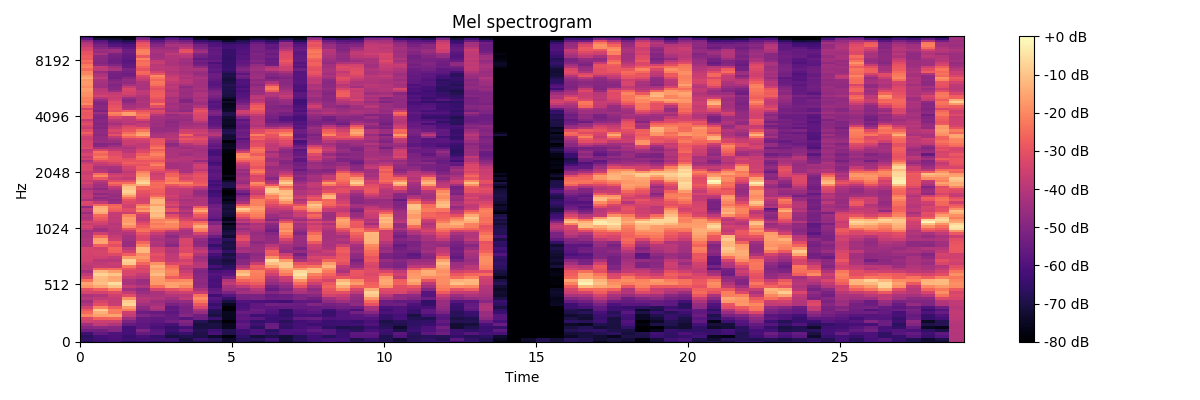 Mel spectrogram
+0 dB
8192
-10 dB
-20 dB
4096
-30 dB
Hz
2048
-40 dB
1024
-50 dB
-60 dB
512
-70 dB
0
-80 dB
0 5 10 15 20 25
Time